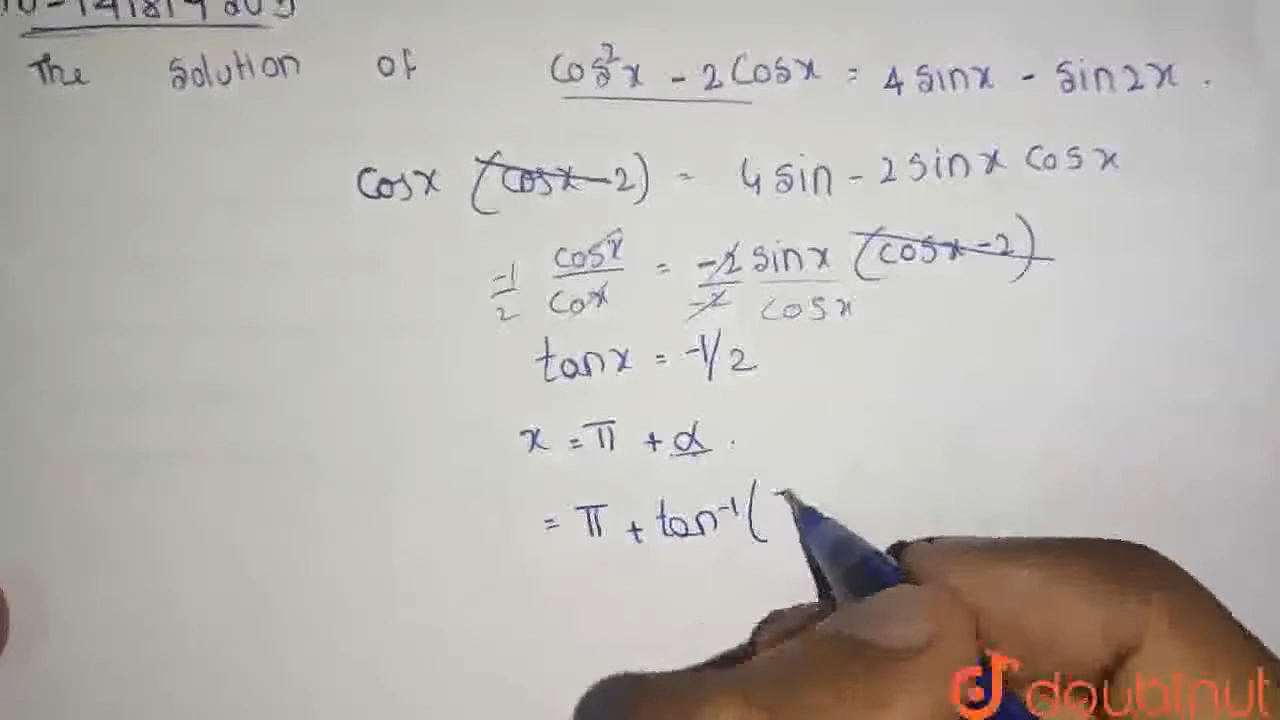 The solution of cos²x - 2cosx = 4sinx - sin2x.
cosx (cosx-2) = 4sin - 2sinx cosx
-1/2 cosx/cox = -2/-2 sinx/cosx (cosx-2)
tanx = -1/2
x = π + α.
= π + tan⁻¹(
doubtnut